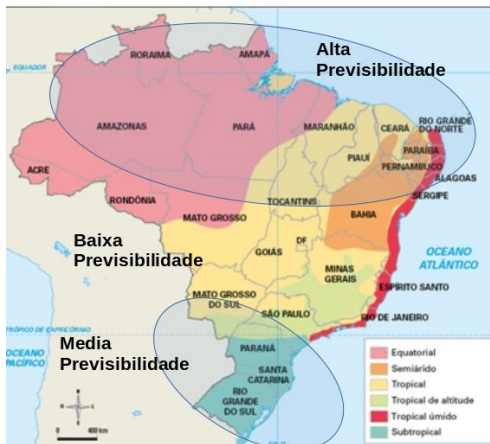 Alta
Previsibilidade
RORAIMA
AMAPÁ
EQUADOR
AMAZONAS
PARÁ
MARANHÃO
CEARÁ
RIO GRANDE
DO NORTE
PARAÍBA
PIAUÍ
PERNAMBUCO
ACRE
ALAGOAS
SERGIPE
RONDÔNIA
TOCANTINS
MATO GROSSO
BAHIA
Baixa
Previsibilidade
DF
GOIÁS
OCEANO
ATLÂNTICO
MINAS
GERAIS
MATO GROSSO
DO SUL
ESPÍRITO SANTO
SÃO PAULO
RIO DE JANEIRO
TRÓPICO DE CAPRICÓRNIO
Media
Previsibilidade
OCEANO
PACÍFICO
PARANÁ
SANTA
CATARINA
RIO
GRANDE
DO SUL
Equatorial
Semiárido
Tropical
Tropical de altitude
Tropical úmido
Subtropical
0 400 km